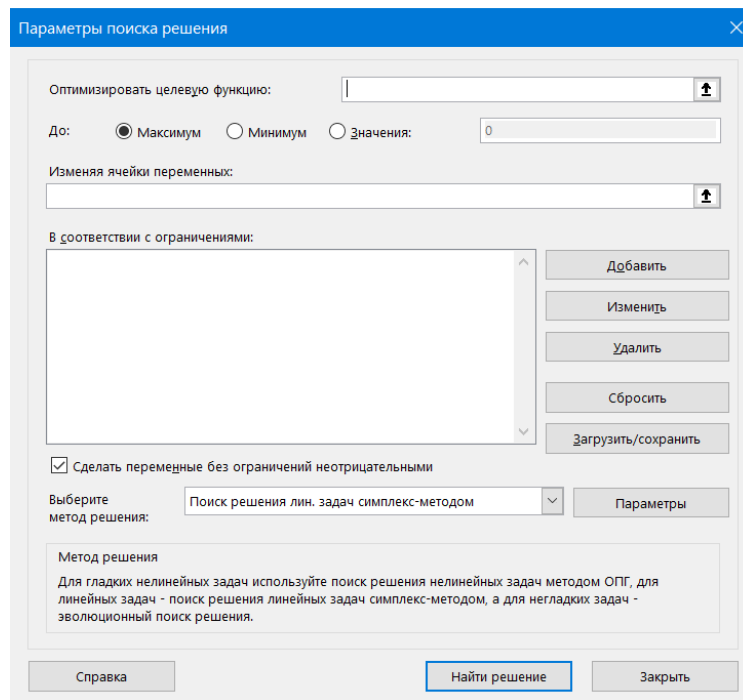 Параметры поиска решения
Оптимизировать целевую функцию:
До: Максимум Минимум Значения: 0
Изменяя ячейки переменных:
В соответствии с ограничениями:
Добавить
Изменить
Удалить
Сбросить
Загрузить/сохранить
Сделать переменные без ограничений неотрицательными
Выберите
метод решения:
Поиск решения лин. задач симплекс-методом
Параметры
Метод решения
Для гладких нелинейных задач используйте поиск решения нелинейных задач методом ОПГ, для
линейных задач - поиск решения линейных задач симплекс-методом, а для негладких задач -
эволюционный поиск решения.
Справка Найти решение Закрыть